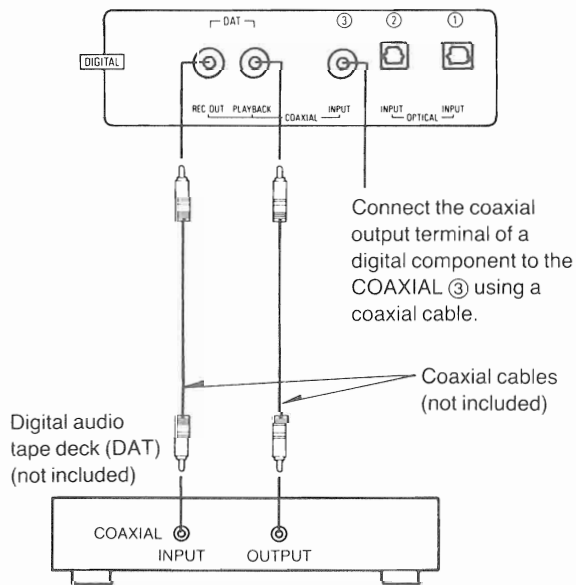 DAT
③ ② ①
DIGITAL
REC OUT PLAYBACK INPUT INPUT INPUT
COAXIAL OPTICAL
Connect the coaxial
output terminal of a
digital component to the
COAXIAL ③ using a
coaxial cable.
Coaxial cables
(not included)
Digital audio
tape deck (DAT)
(not included)
COAXIAL
INPUT OUTPUT